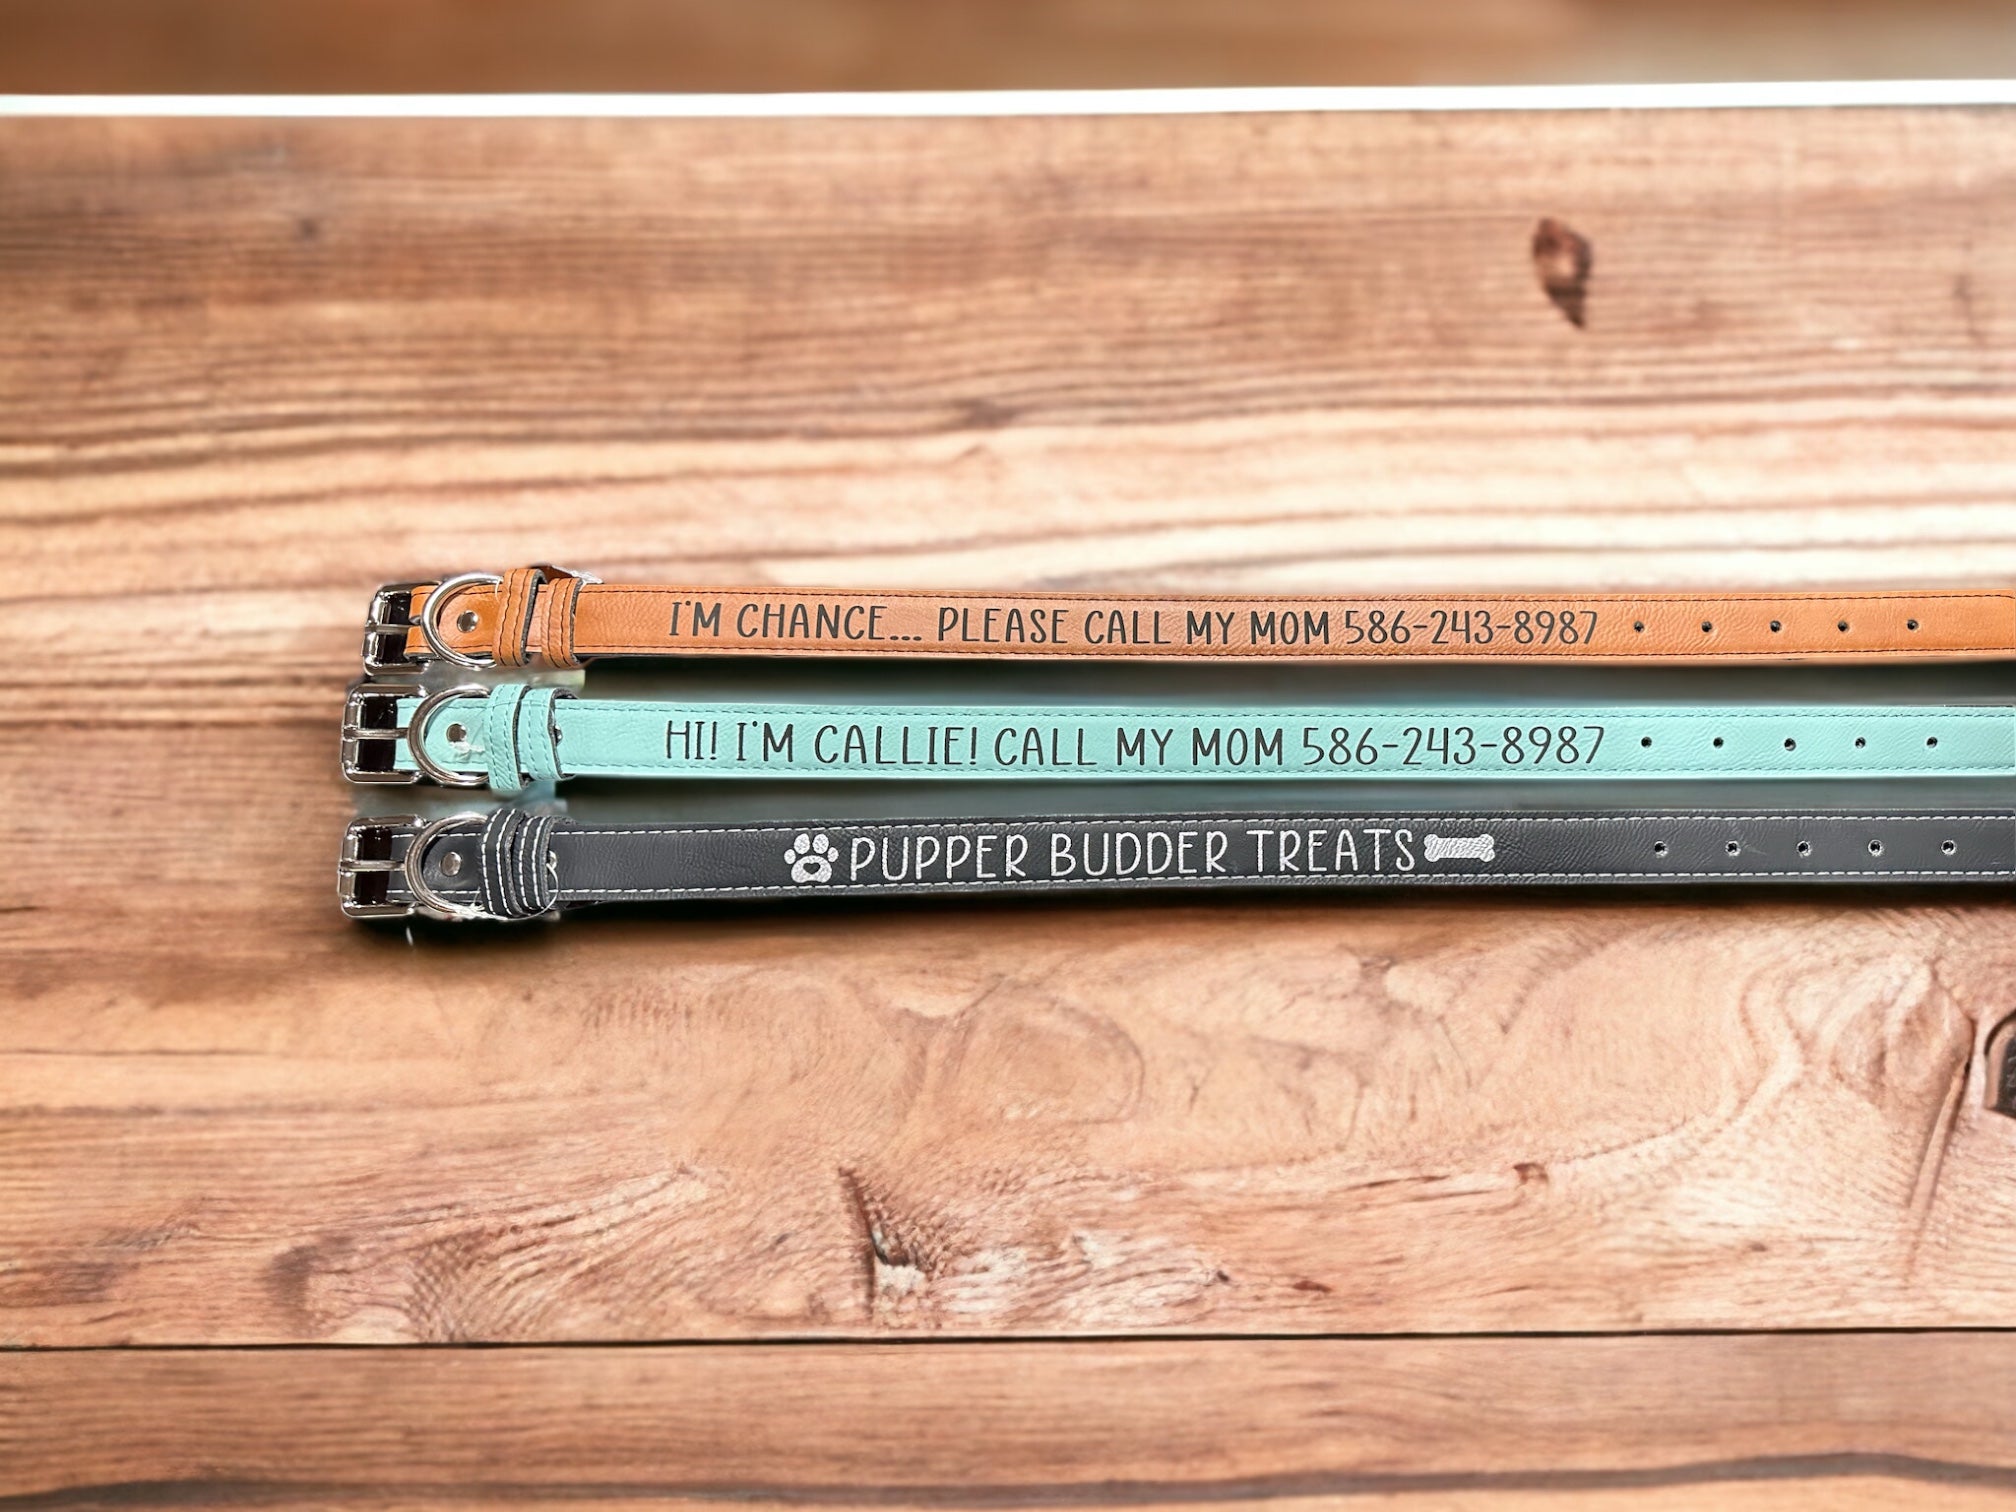 I'M CHANCE... PLEASE CALL MY MOM 586-243-8987
HI! I'M CALLIE! CALL MY MOM 586-243-8987
PUPPER BUDDER TREATS